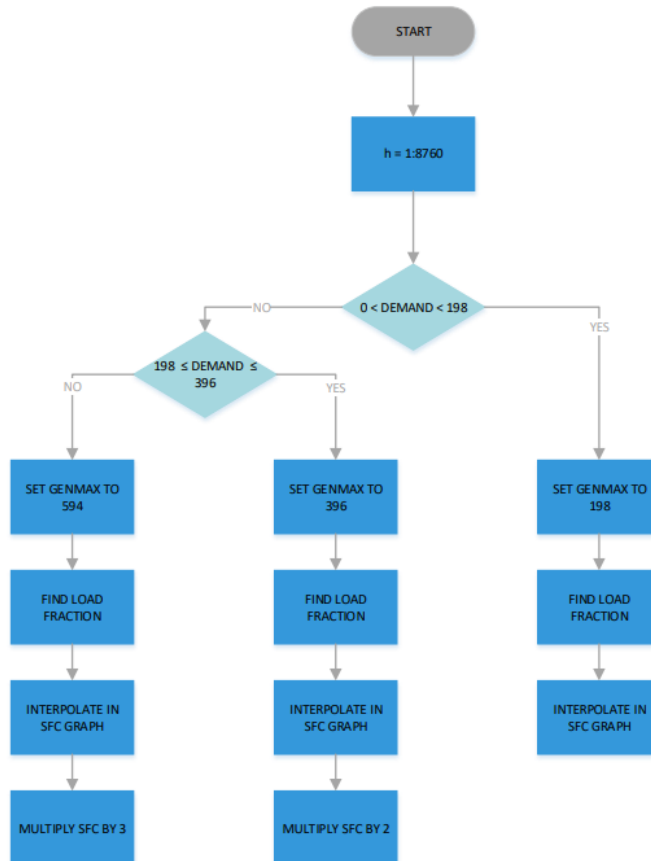 START
h = 1:8760
0 < DEMAND < 198
NO
YES
198 ≤ DEMAND ≤
396
NO
YES
SET GENMAX TO
594
SET GENMAX TO
396
SET GENMAX TO
198
FIND LOAD
FRACTION
FIND LOAD
FRACTION
FIND LOAD
FRACTION
INTERPOLATE IN
SFC GRAPH
INTERPOLATE IN
SFC GRAPH
INTERPOLATE IN
SFC GRAPH
MULTIPLY SFC BY 3
MULTIPLY SFC BY 2